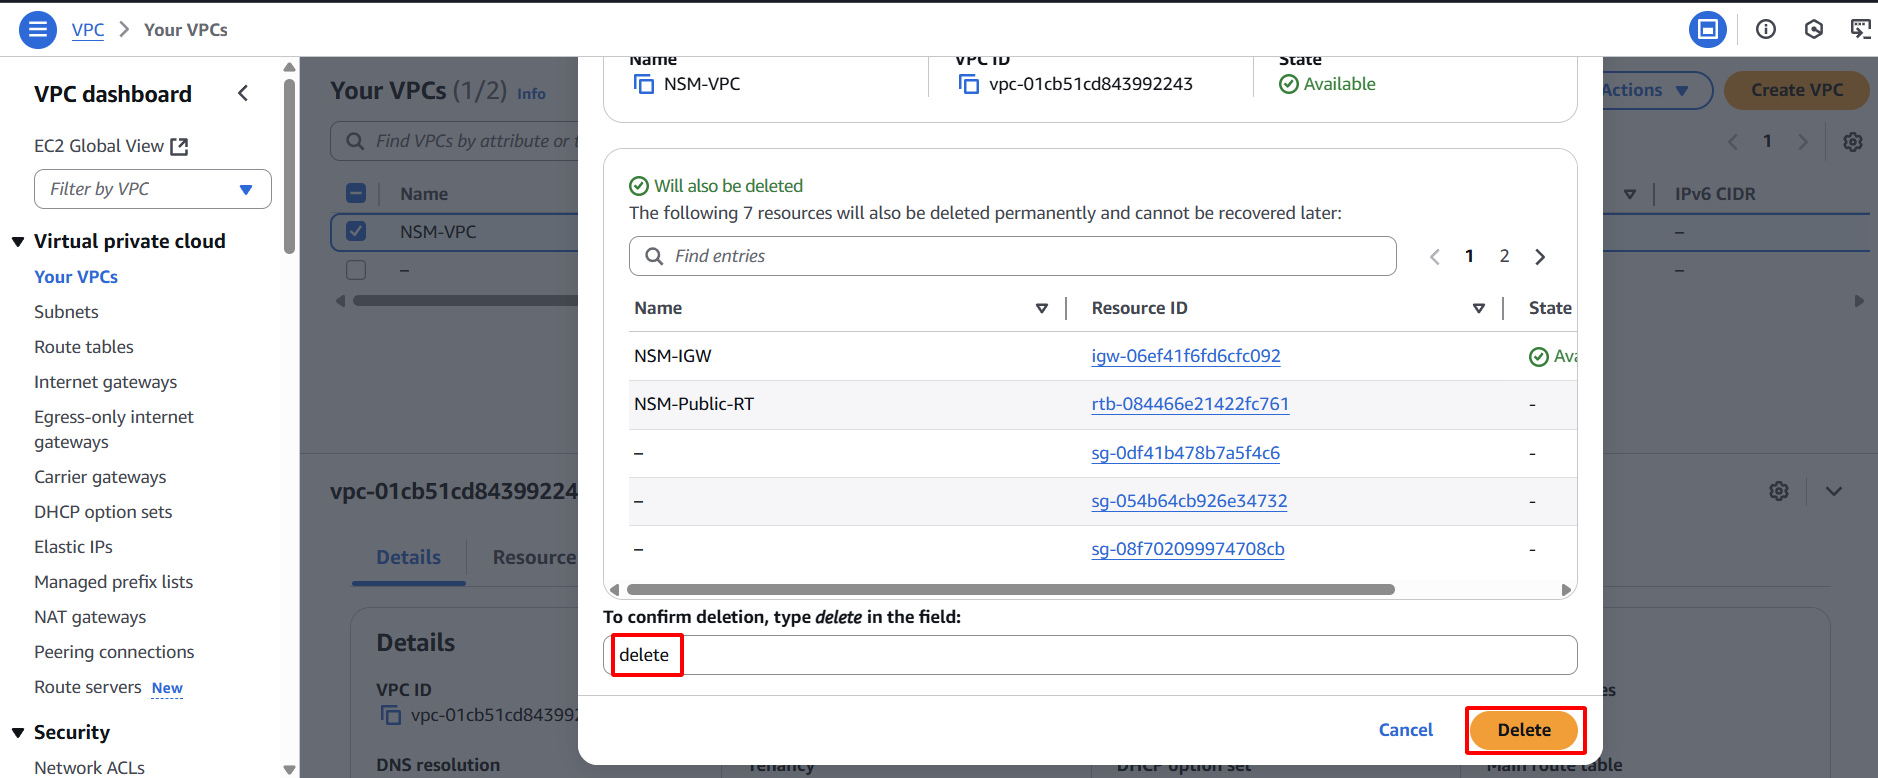 VPC > Your VPCs
VPC dashboard
EC2 Global View
Filter by VPC
Virtual private cloud
Your VPCs
Subnets
Route tables
Internet gateways
Egress-only internet
gateways
Carrier gateways
DHCP option sets
Elastic IPs
Managed prefix lists
NAT gateways
Peering connections
Route servers New
Security
Network ACLs
Your VPCs (1/2) Info
Find VPCs by attribute or t
Actions
Create VPC
1
Name
IPv6 CIDR
NSM-VPC
–
–
–
vpc-01cb51cd84399224
Details
Resource
Details
VPC ID
vpc-01cb51cd84399
DNS resolution
Tenancy
DHCP option set
Main route table
Name
VPC ID
State
NSM-VPC
vpc-01cb51cd843992243
Available
Will also be deleted
The following 7 resources will also be deleted permanently and cannot be recovered later:
Find entries
1 2
Name
Resource ID
State
NSM-IGW igw-06ef41f6fd6cfc092 Ava
NSM-Public-RT rtb-084466e21422fc761 -
– sg-0df41b478b7a5f4c6 -
– sg-054b64cb926e34732 -
– sg-08f702099974708cb -
To confirm deletion, type delete in the field:
delete
Cancel
Delete